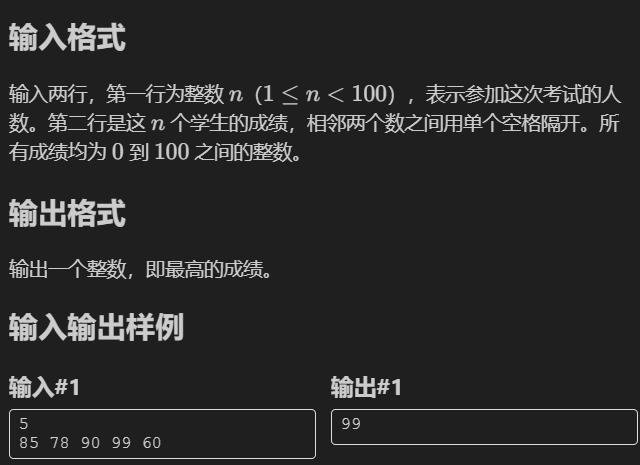 输入格式
输入两行，第一行为整数 n（1 ≤ n < 100），表示参加这次考试的人
数。第二行是这 n 个学生的成绩，相邻两个数之间用单个空格隔开。所
有成绩均为 0 到 100 之间的整数。
输出格式
输出一个整数，即最高的成绩。
输入输出样例
输入#1
5
85 78 90 99 60
输出#1
99